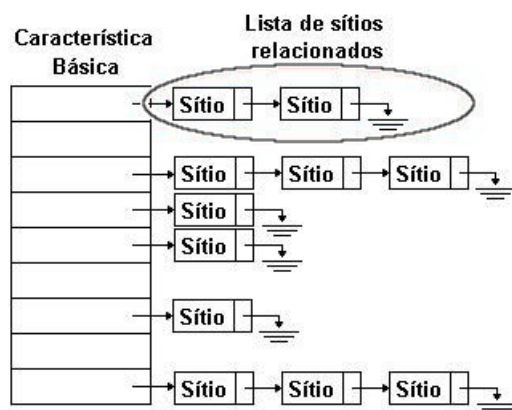 Característica
Básica
Lista de sítios
relacionados
Sítio Sítio
Sítio Sítio Sítio
Sítio
Sítio
Sítio
Sítio Sítio Sítio